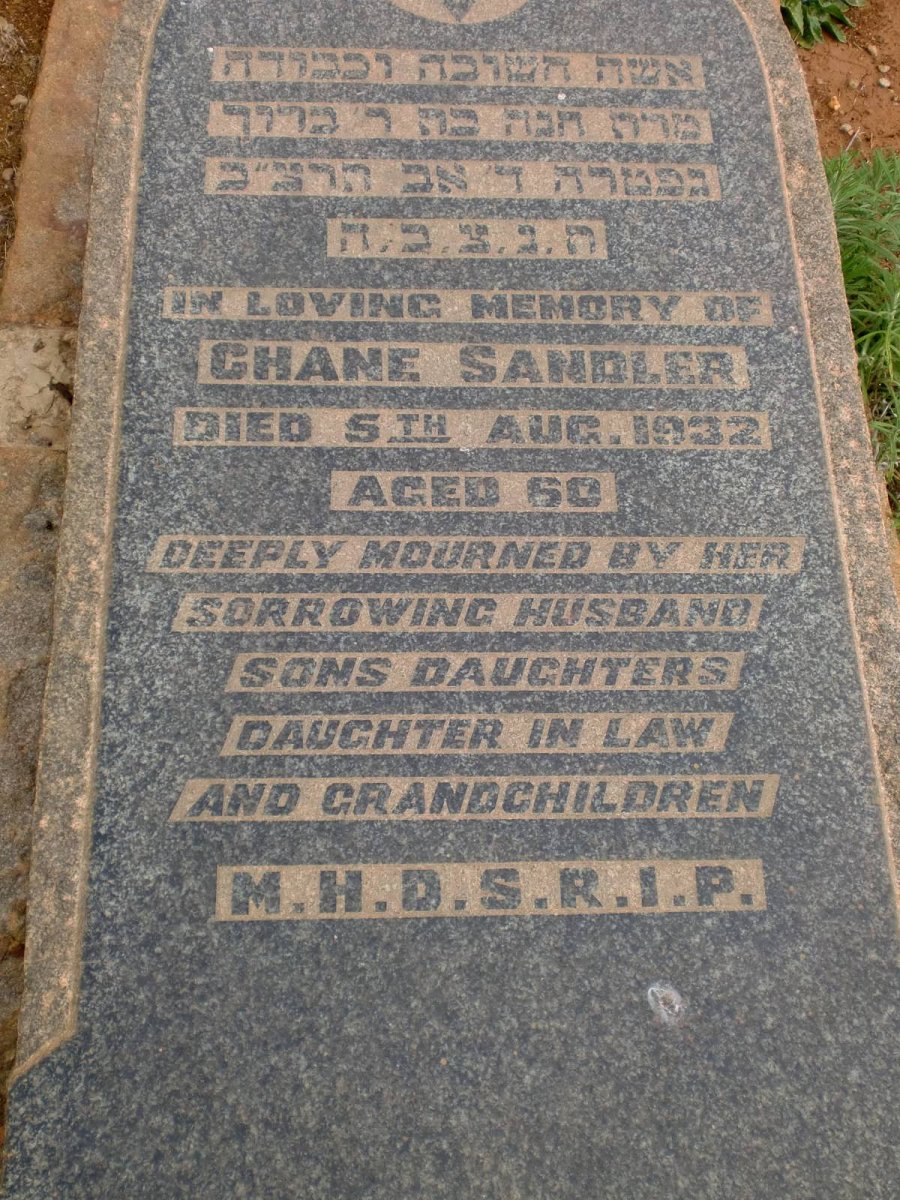 אשה חשובה וכבודה
מרת חנה בת ר׳ ברוך
נפטרה ד׳ אב תרצ״ב
ת.נ.צ.ב.ה
IN LOVING MEMORY OF
CHANE SANDLER
DIED 5TH AUG. 1932
AGED 60
DEEPLY MOURNED BY HER
SORROWING HUSBAND
SONS DAUGHTERS
DAUGHTER IN LAW
AND GRANDCHILDREN
M.H.D.S.R.I.P.